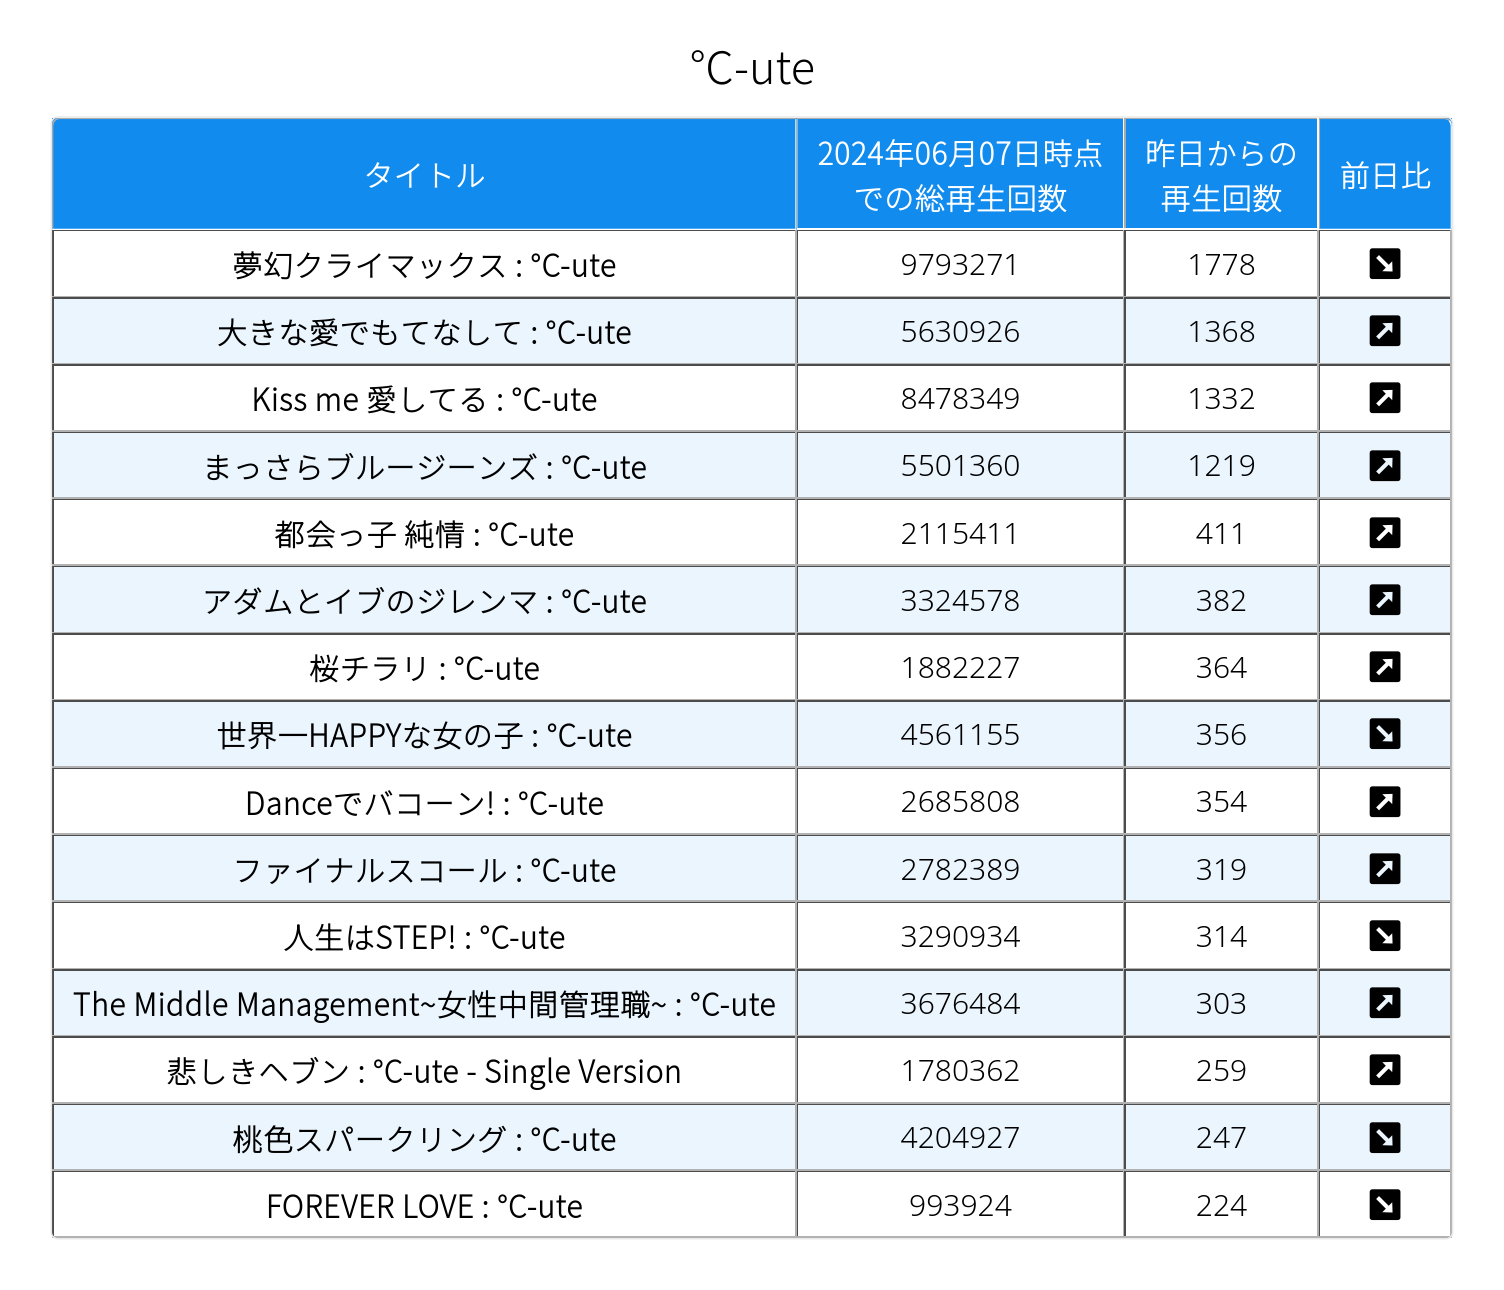 ℃-ute
タイトル
2024年06月07日時点
での総再生回数
昨日からの
再生回数
前日比
夢幻クライマックス : ℃-ute 9793271 1778
大きな愛でもてなして : ℃-ute 5630926 1368
Kiss me 愛してる : ℃-ute 8478349 1332
まっさらブルージーンズ : ℃-ute 5501360 1219
都会っ子 純情 : ℃-ute 2115411 411
アダムとイブのジレンマ : ℃-ute 3324578 382
桜チラリ : ℃-ute 1882227 364
世界一HAPPYな女の子 : ℃-ute 4561155 356
Danceでバコーン! : ℃-ute 2685808 354
ファイナルスコール : ℃-ute 2782389 319
人生はSTEP! : ℃-ute 3290934 314
The Middle Management~女性中間管理職~ : ℃-ute 3676484 303
悲しきヘブン : ℃-ute - Single Version 1780362 259
桃色スパークリング : ℃-ute 4204927 247
FOREVER LOVE : ℃-ute 993924 224